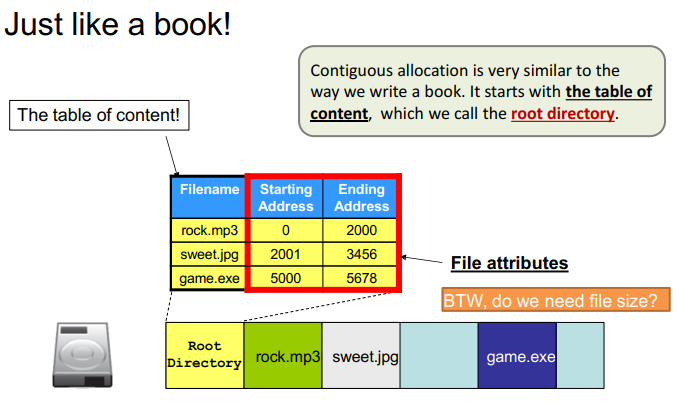 Just like a book!
Contiguous allocation is very similar to the
way we write a book. It starts with the table of
content, which we call the root directory.
The table of content!
Filename Starting Address Ending Address
rock.mp3 0 2000
sweet.jpg 2001 3456
game.exe 5000 5678
File attributes
BTW, do we need file size?
Root
Directory
rock.mp3 sweet.jpg game.exe